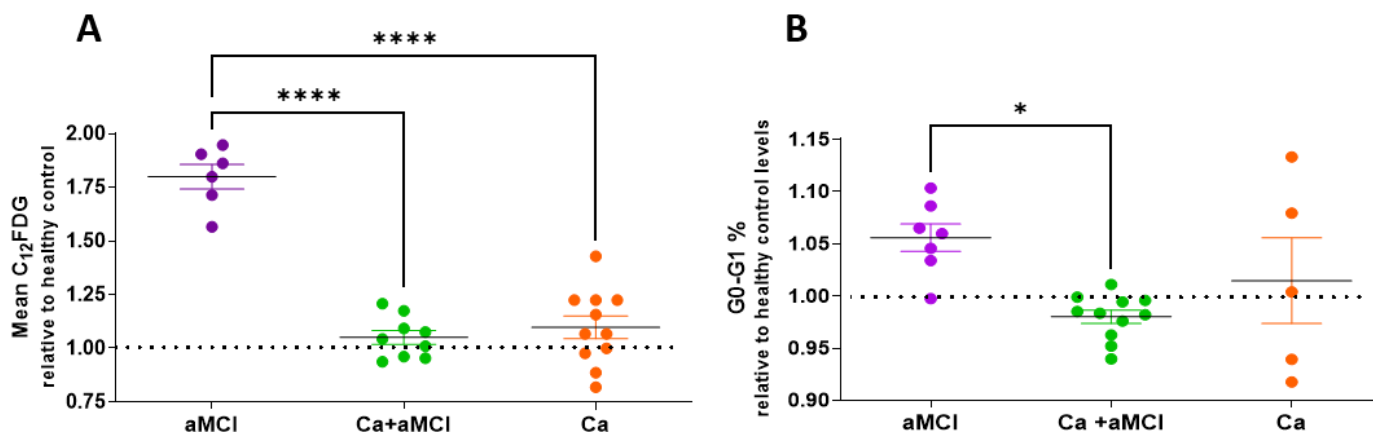 A
B
****
****
*
Mean C₁₂FDG
relative to healthy control
2.00
1.75
1.50
1.25
1.00
0.75
aMCI
Ca+aMCI
Ca
G0-G1 %
relative to healthy control levels
1.15
1.10
1.05
1.00
0.95
0.90
aMCI
Ca +aMCI
Ca